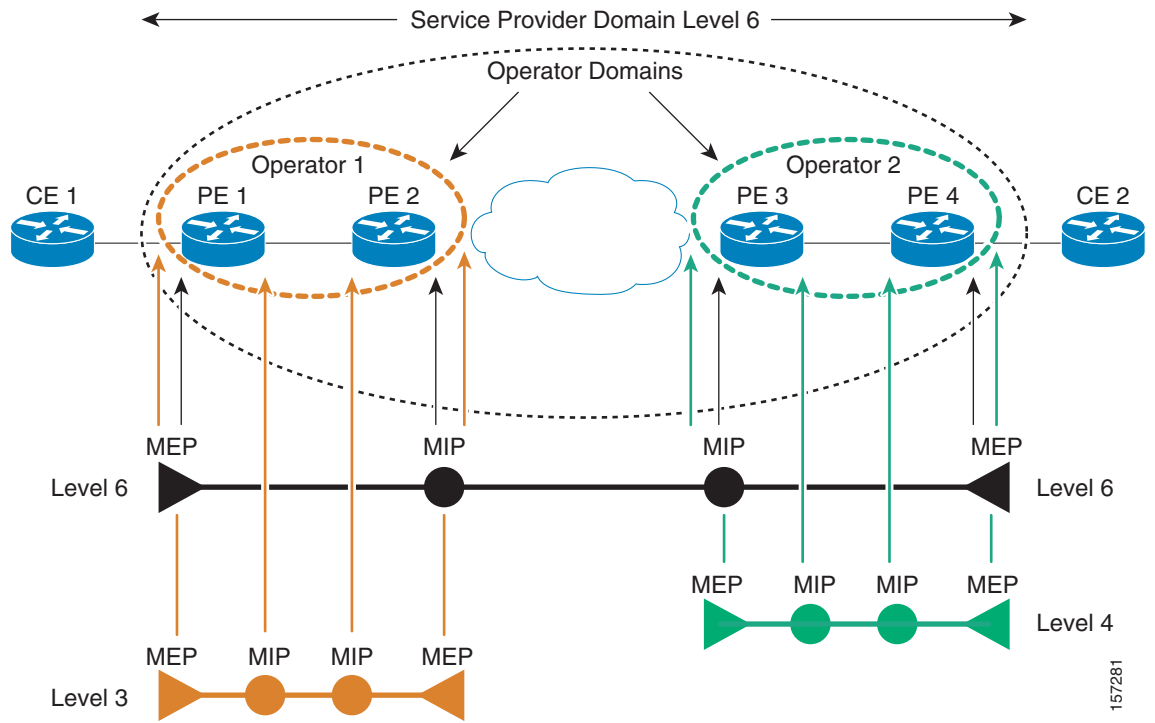 Service Provider Domain Level 6
Operator Domains
Operator 1
Operator 2
CE 1
PE 1
PE 2
PE 3
PE 4
CE 2
MEP
MIP
MIP
MEP
Level 6
Level 6
MEP
MIP
MIP
MEP
Level 4
MEP
MIP
MIP
MEP
Level 3
157281